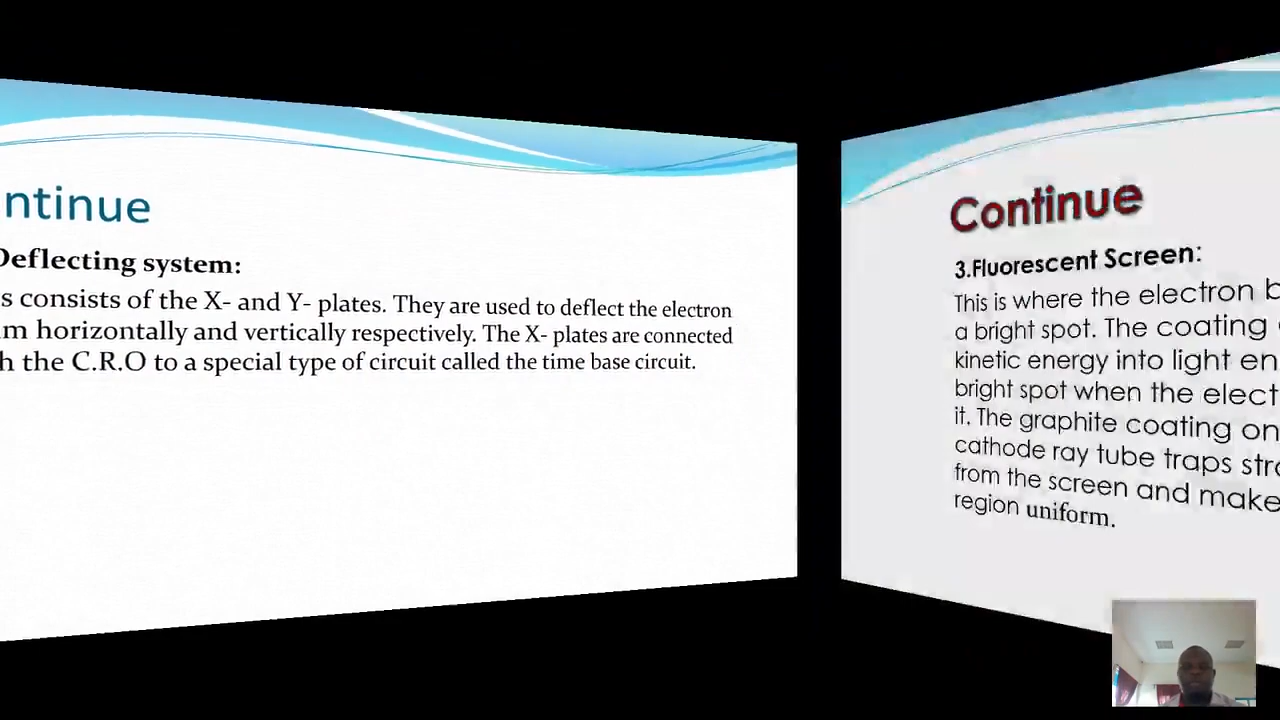 ntinue
Deflecting system:
s consists of the X- and Y- plates. They are used to deflect the electron
m horizontally and vertically respectively. The X- plates are connected
h the C.R.O to a special type of circuit called the time base circuit.
Continue
3.Fluorescent Screen:
This is where the electron b
a bright spot. The coating
kinetic energy into light en
bright spot when the elect
it. The graphite coating on
cathode ray tube traps stra
from the screen and make
region uniform.